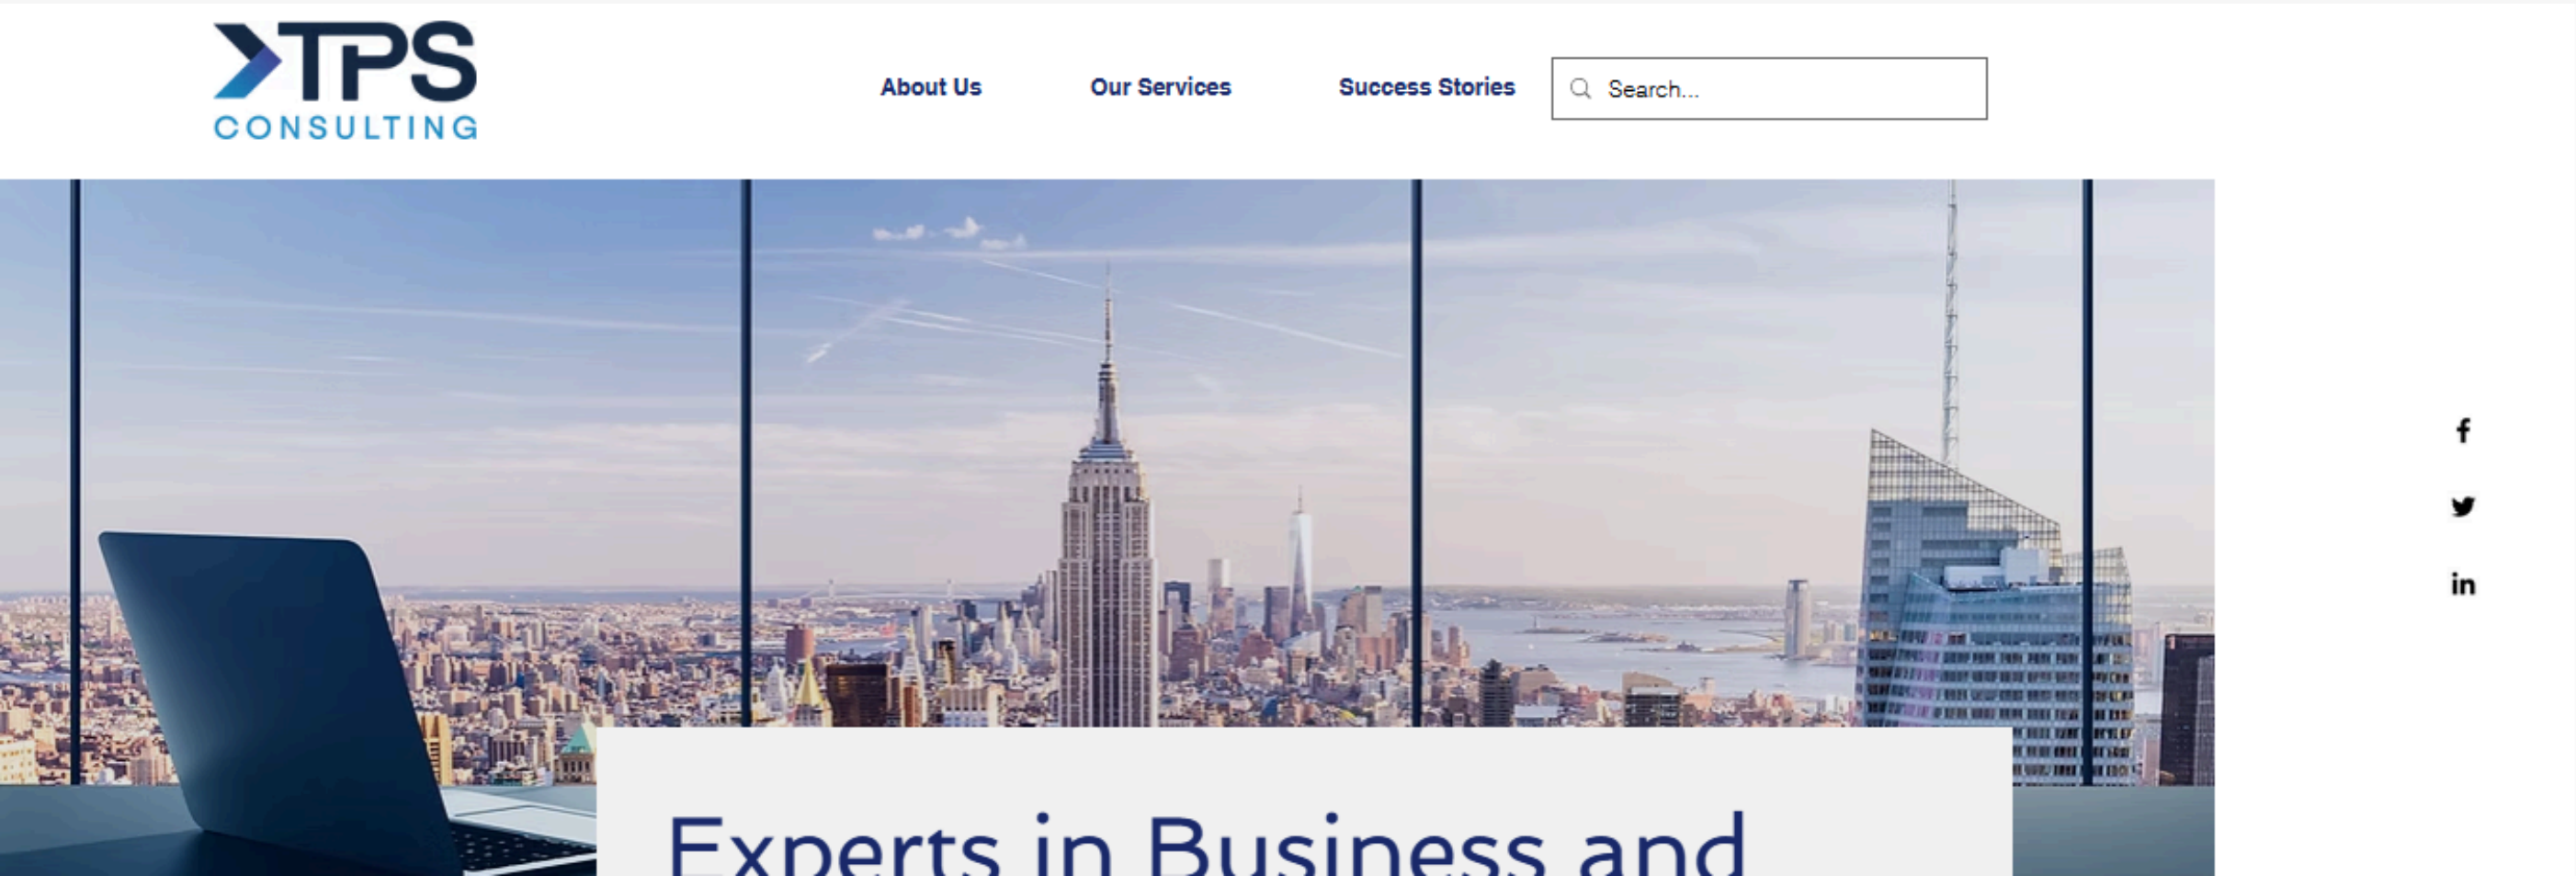 TPS
CONSULTING
About Us
Our Services
Success Stories
Search...
Experts in Business and